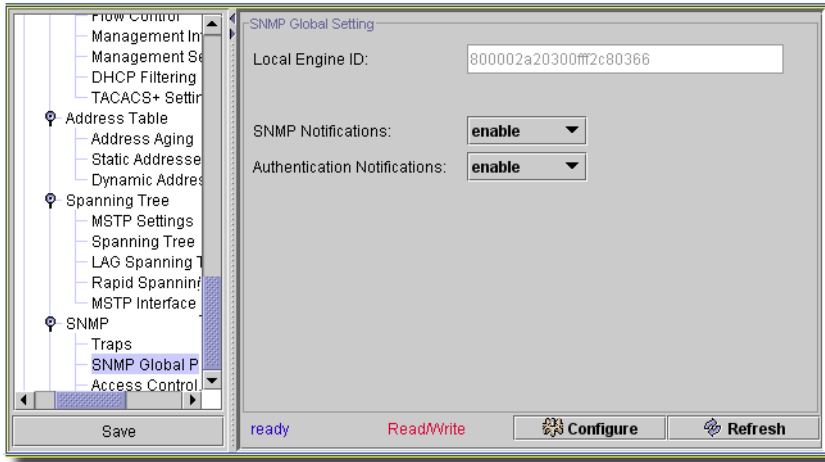 Flow Control
Management In
Management Se
DHCP Filtering
TACACS+ Settin
Address Table
Address Aging
Static Addresse
Dynamic Addres
Spanning Tree
MSTP Settings
Spanning Tree
LAG Spanning T
Rapid Spanning
MSTP Interface
SNMP
Traps
SNMP Global P
Access Control
Save
SNMP Global Setting
Local Engine ID: 800002a20300fff2c80366
SNMP Notifications: enable
Authentication Notifications: enable
ready Read/Write Configure Refresh